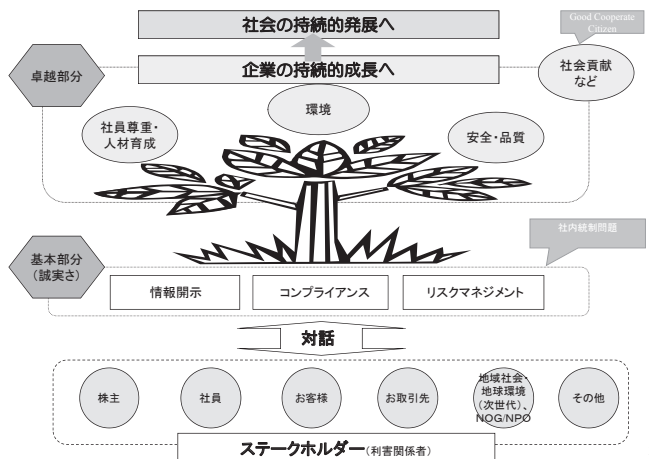 社会の持続的発展へ
Good Cooperate
Citizen
企業の持続的成長へ
卓越部分
社会貢献
など
環境
社員尊重・
人材育成
安全・品質
社内統制問題
基本部分
(誠実さ)
情報開示
コンプライアンス
リスクマネジメント
対話
株主
社員
お客様
お取引先
地域社会・
地球環境
(次世代)、
NOG/NPO
その他
ステークホルダー(利害関係者)